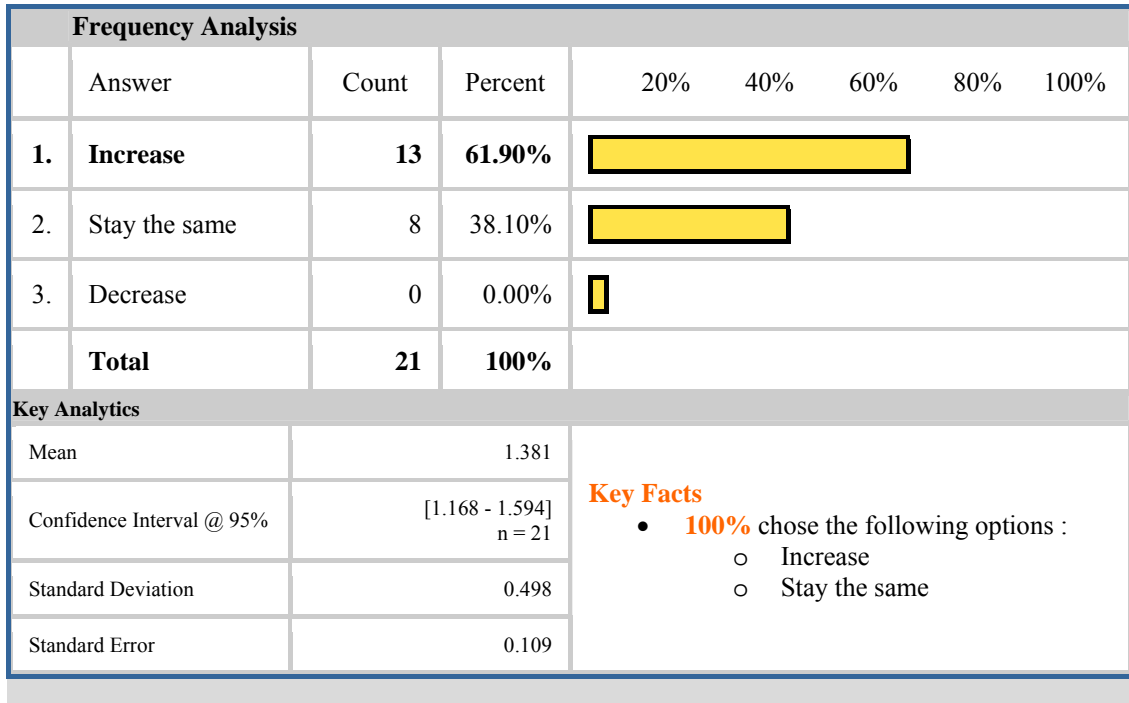 Frequency Analysis
Answer Count Percent 20% 40% 60% 80% 100%
1. Increase 13 61.90%
2. Stay the same 8 38.10%
3. Decrease 0 0.00%
Total 21 100%
Key Analytics
Mean 1.381
Confidence Interval @ 95% [1.168 - 1.594]
n = 21
Standard Deviation 0.498
Standard Error 0.109
Key Facts
• 100% chose the following options :
o Increase
o Stay the same